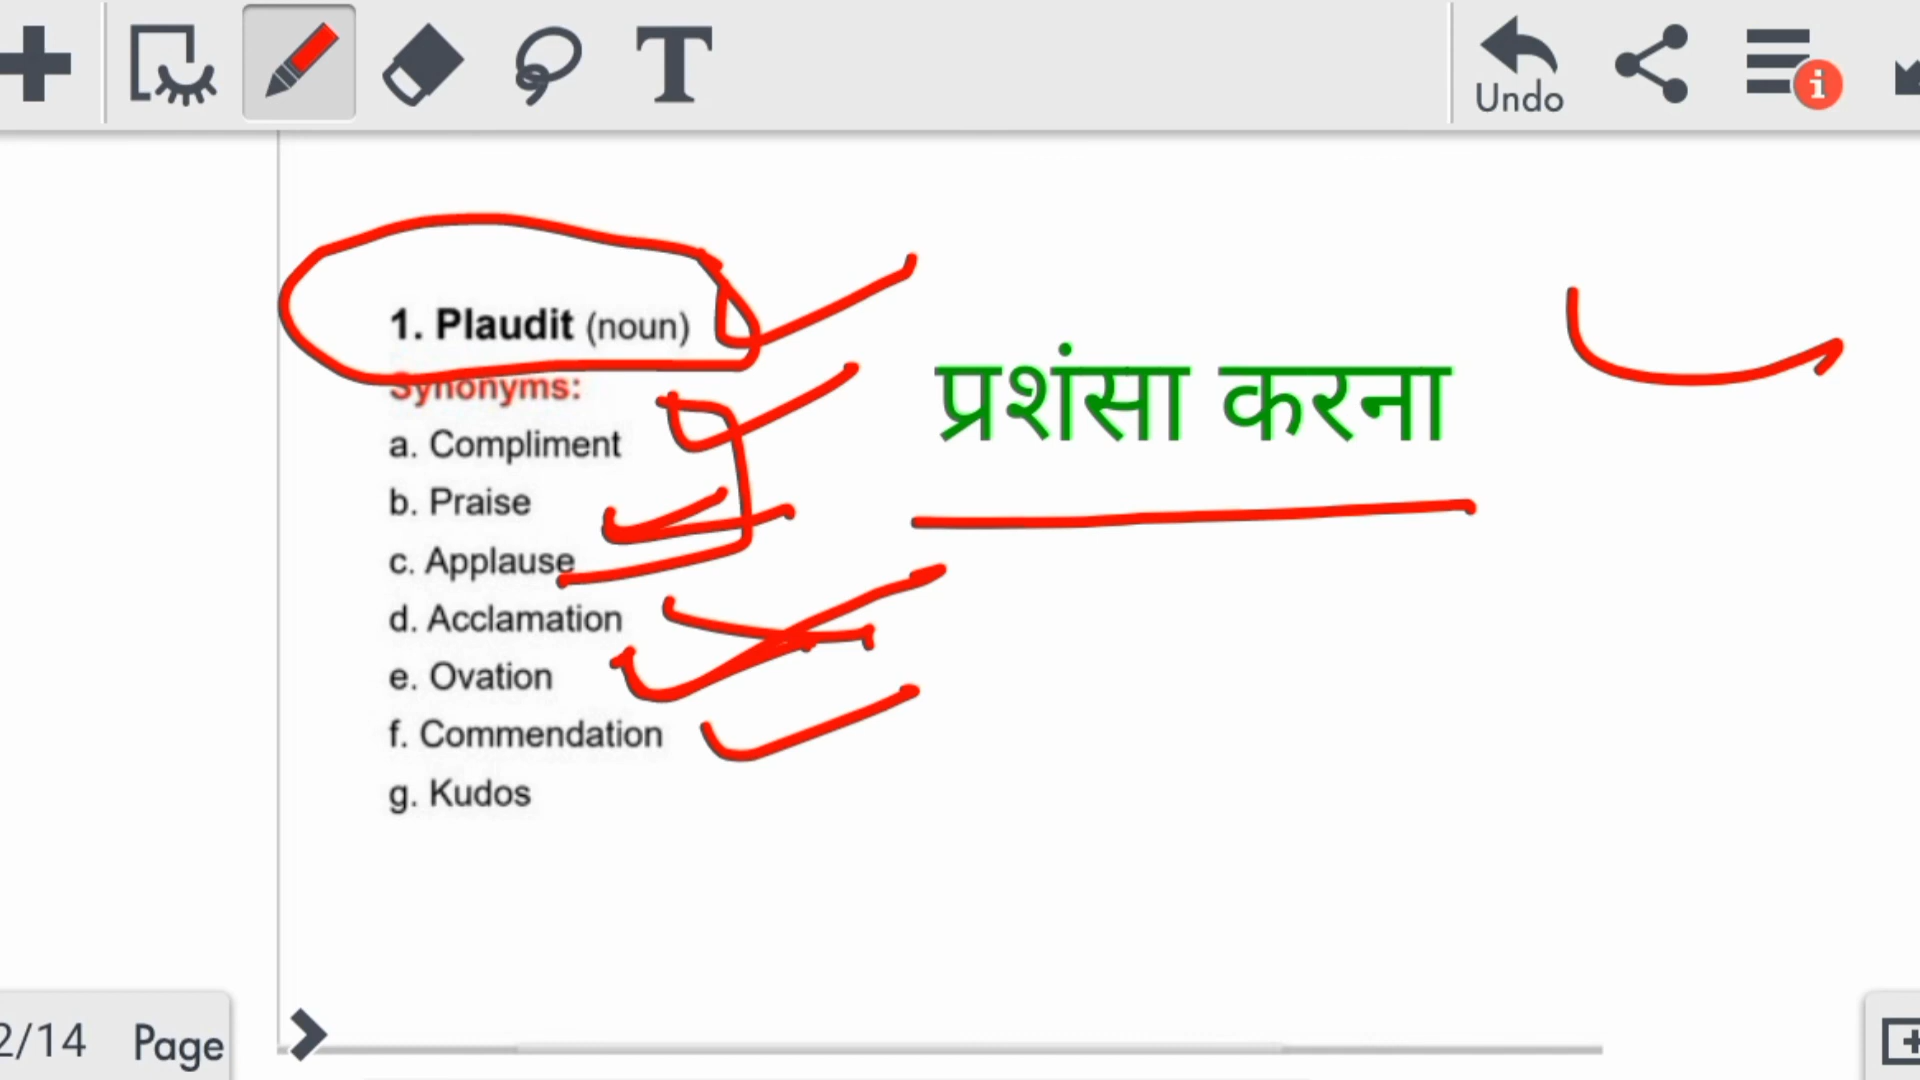 Undo
1. Plaudit (noun)
Synonyms:
a. Compliment
b. Praise
c. Applause
d. Acclamation
e. Ovation
f. Commendation
g. Kudos
प्रशंसा करना
2/14 Page